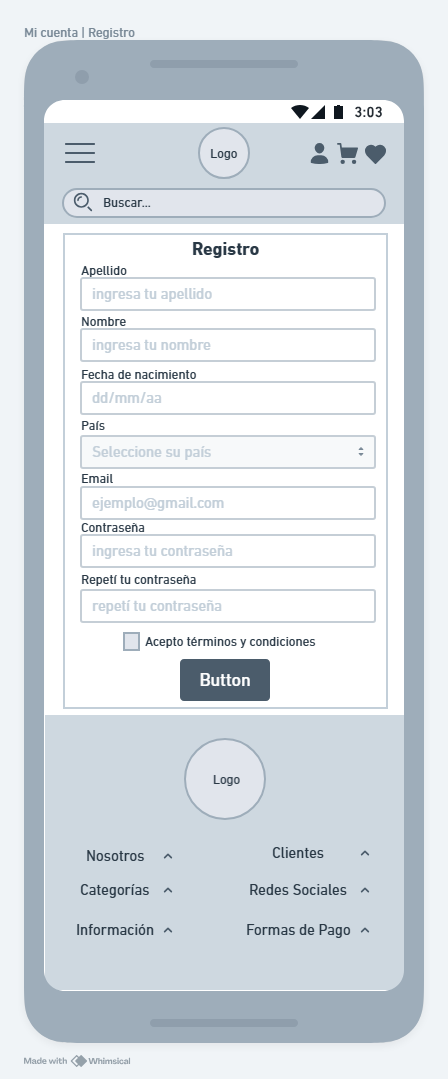 Mi cuenta | Registro
3:03
Logo
Buscar...
Registro
Apellido
ingresa tu apellido
Nombre
ingresa tu nombre
Fecha de nacimiento
dd/mm/aa
País
Seleccione su país
Email
ejemplo@gmail.com
Contraseña
ingresa tu contraseña
Repetí tu contraseña
repetí tu contraseña
Acepto términos y condiciones
Button
Logo
Nosotros
Clientes
Categorías
Redes Sociales
Información
Formas de Pago
Made with Whimsical